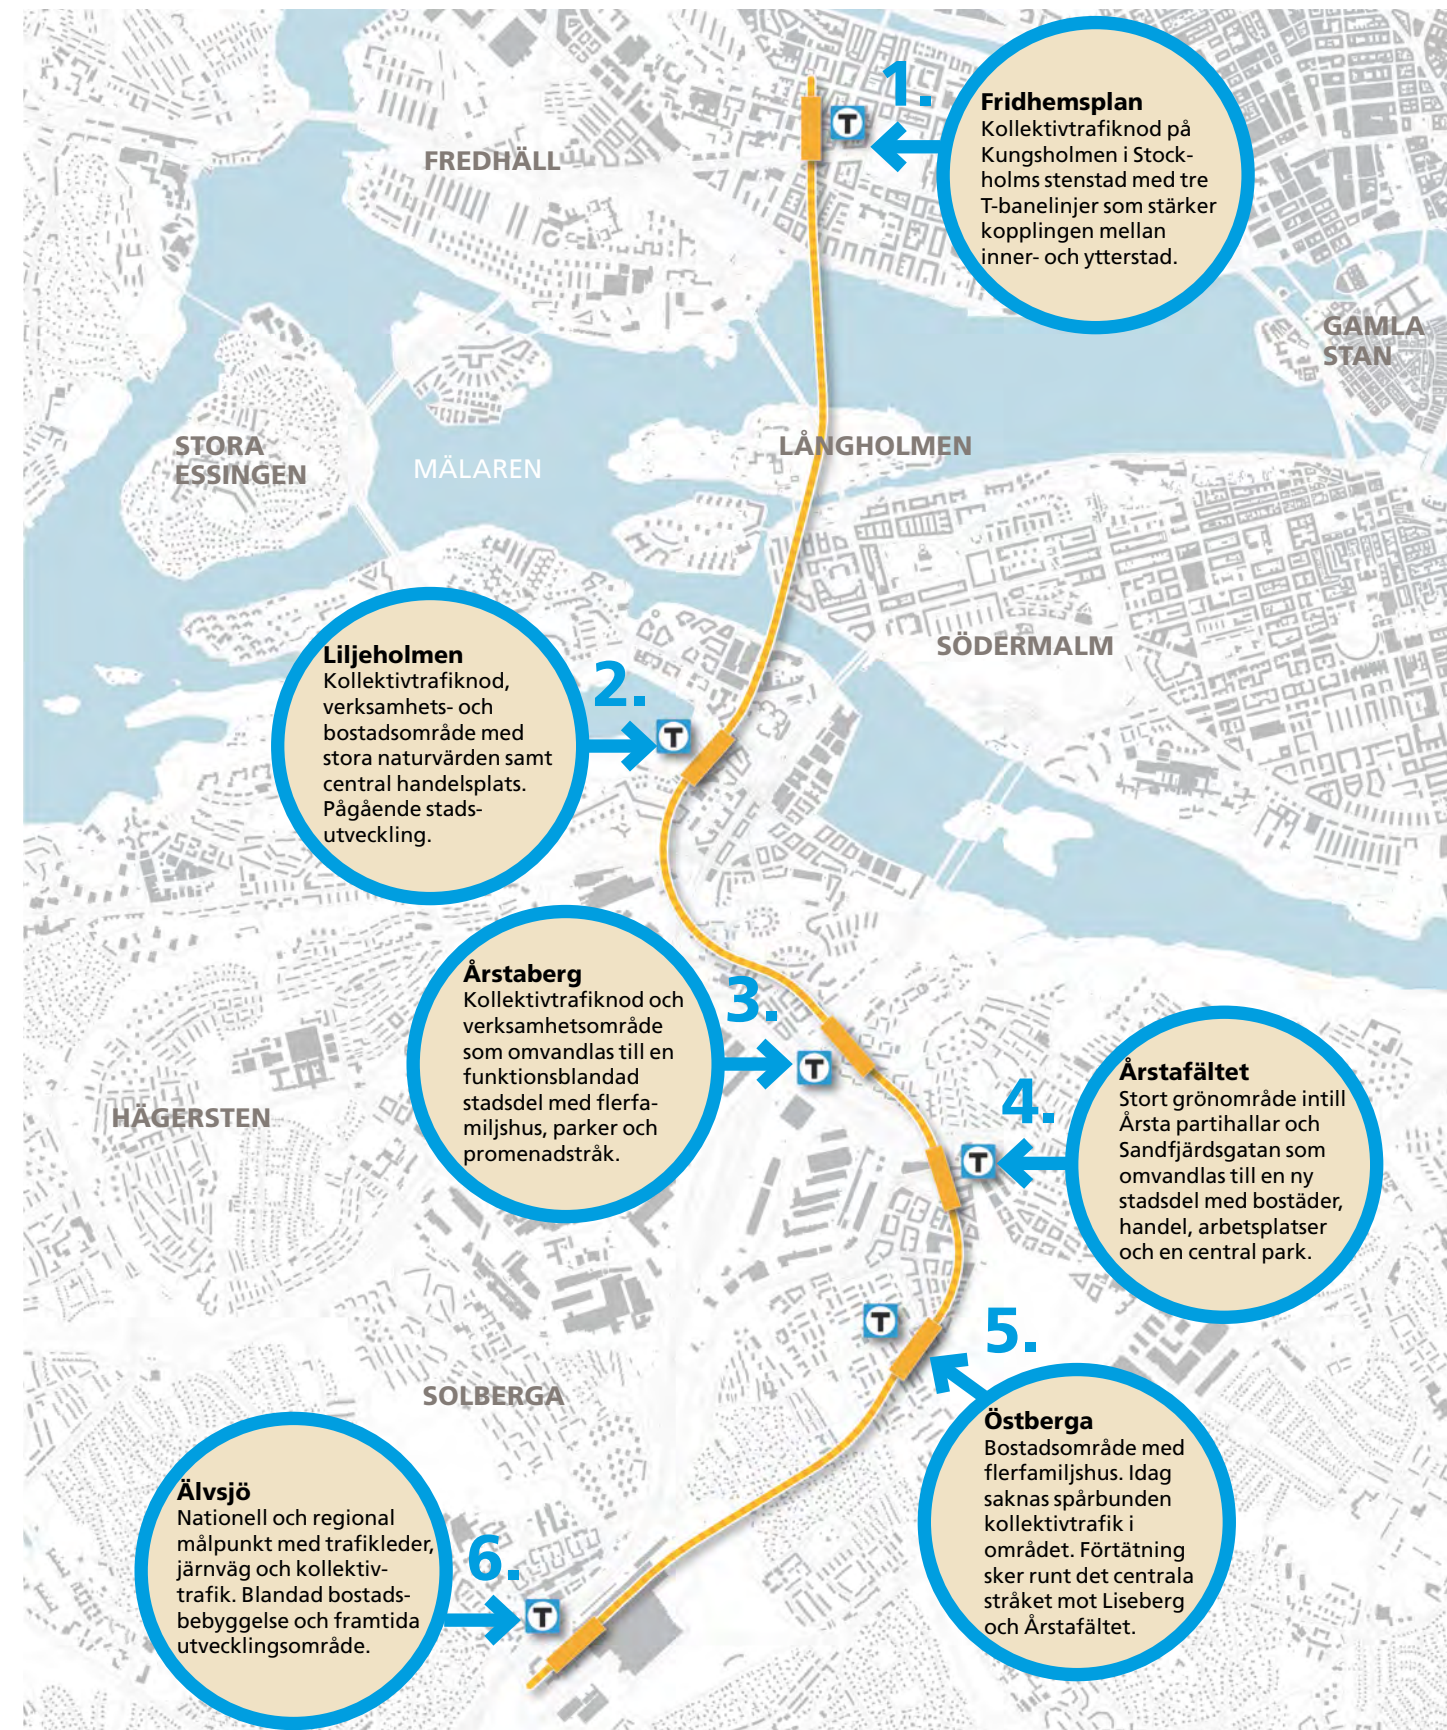 1.
T
Fridhemsplan
Kollektivtrafiknod på
Kungsholmen i Stock-
holms stenstad med tre
T-banelinjer som stärker
kopplingen mellan
inner- och ytterstad.
FREDHÄLL
GAMLA
STAN
STORA
ESSINGEN
MÄLAREN
LÅNGHOLMEN
SÖDERMALM
Liljeholmen
Kollektivtrafiknod,
verksamhets- och
bostadsområde med
stora naturvärden samt
central handelsplats.
Pågående stads-
utveckling.
2.
T
Årstaberg
Kollektivtrafiknod och
verksamhetsområde
som omvandlas till en
funktionsblandad
stadsdel med flerfa-
miljshus, parker och
promenadstråk.
3.
T
HÄGERSTEN
4.
T
Årstafältet
Stort grönområde intill
Årsta partihallar och
Sandfjärdsgatan som
omvandlas till en ny
stadsdel med bostäder,
handel, arbetsplatser
och en central park.
T
5.
SOLBERGA
Östberga
Bostadsområde med
flerfamiljshus. Idag
saknas spårbunden
kollektivtrafik i
området. Förtätning
sker runt det centrala
stråket mot Liseberg
och Årstafältet.
Älvsjö
Nationell och regional
målpunkt med trafikleder,
järnväg och kollektiv-
trafik. Blandad bostads-
bebyggelse och framtida
utvecklingsområde.
6.
T